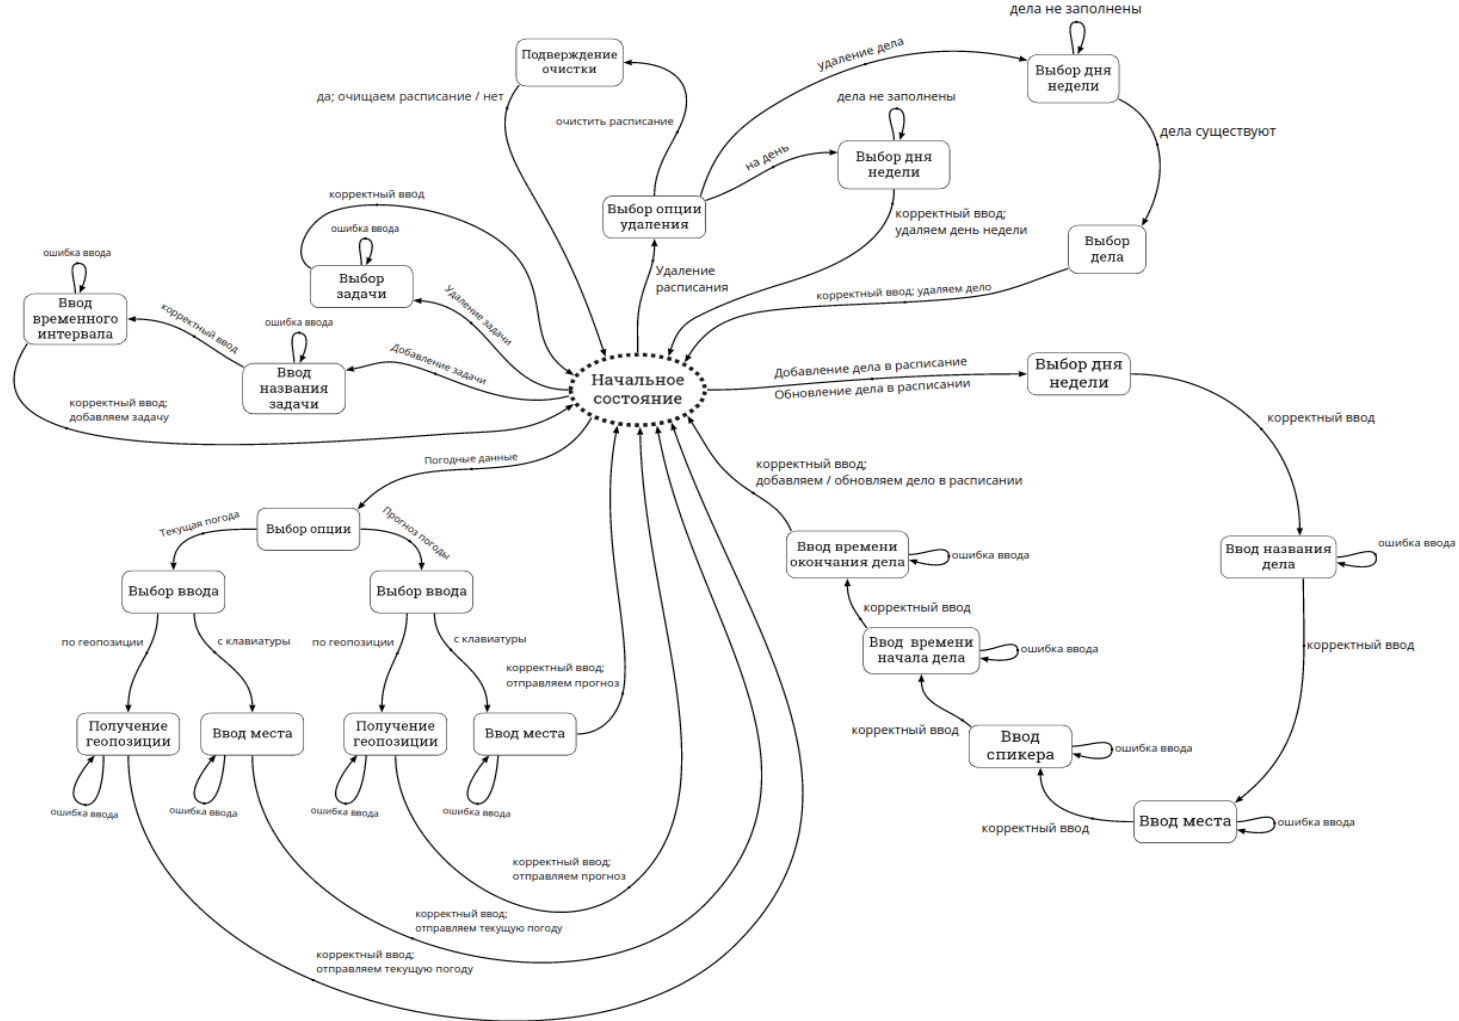 дела не заполнены
Подверждение
очистки
удаление дела
Выбор дня
недели
да; очищаем расписание / нет
дела не заполнены
очистить расписание
дела существуют
на день
Выбор дня
недели
корректный ввод
Выбор опции
удаления
корректный ввод;
удаляем день недели
ошибка ввода
Выбор
дела
ошибка ввода
Выбор
задачи
Удаление
расписания
Удаление задачи
корректный ввод; удаляем дело
Ввод
временного
интервала
корректный ввод
ошибка ввода
Добавление задачи
Ввод
названия
задачи
Начальное
состояние
Добавление дела в расписание
Обновление дела в расписании
Выбор дня
недели
корректный ввод;
добавляем задачу
корректный ввод
Погодные данные
корректный ввод;
добавляем / обновляем дело в расписании
Текущая погода
Выбор опции
Прогноз погоды
Ввод времени
окончания дела
ошибка ввода
Ввод названия
дела
ошибка ввода
Выбор ввода
Выбор ввода
корректный ввод
по геопозиции
с клавиатуры
по геопозиции
с клавиатуры
Ввод времени
начала дела
ошибка ввода
корректный ввод
корректный ввод;
отправляем прогноз
Получение
геопозиции
Ввод места
Получение
геопозиции
Ввод места
корректный ввод
Ввод
спикера
ошибка ввода
ошибка ввода
ошибка ввода
ошибка ввода
ошибка ввода
корректный ввод
Ввод места
ошибка ввода
корректный ввод;
отправляем прогноз
корректный ввод;
отправляем текущую погоду
корректный ввод;
отправляем текущую погоду